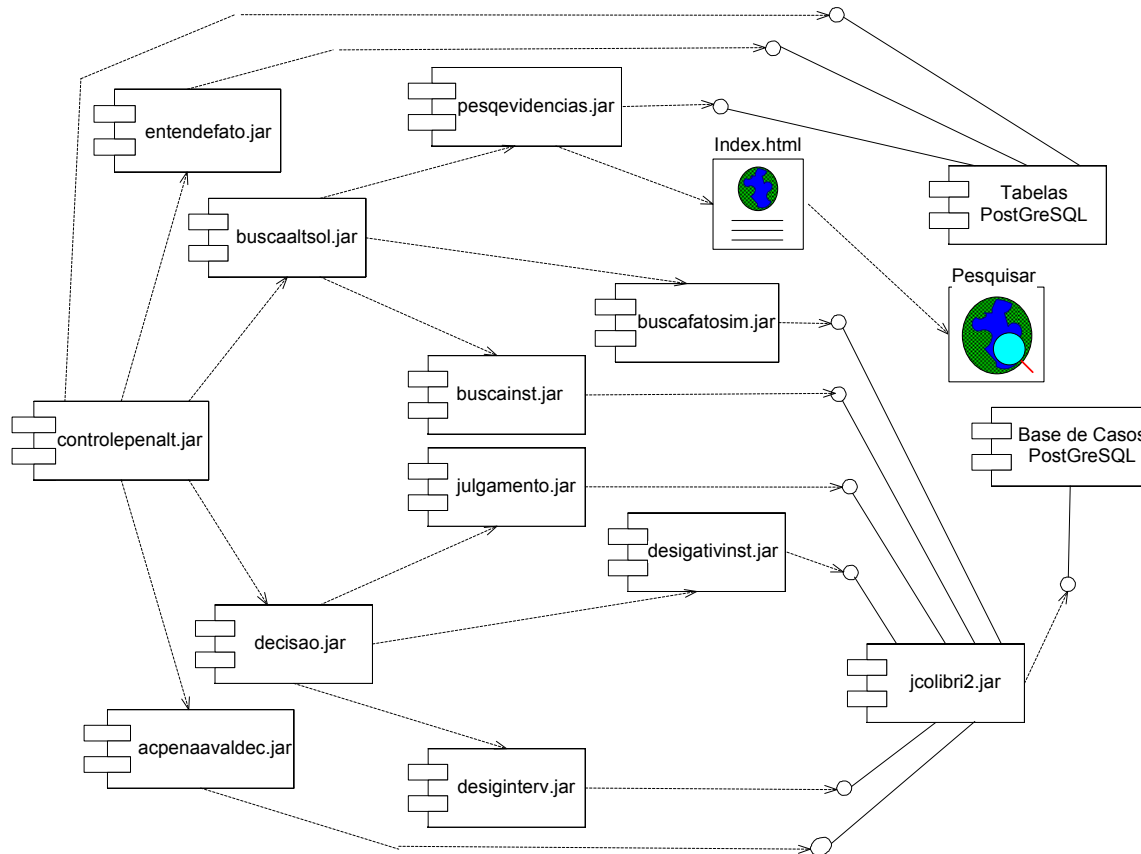 entendefato.jar
pesqevidencias.jar
Index.html
Tabelas
PostGreSQL
buscaaltsol.jar
Pesquisar
buscafatosim.jar
buscainst.jar
controlepenalt.jar
Base de Casos
PostGreSQL
julgamento.jar
desigativinst.jar
decisao.jar
jcolibri2.jar
acpenaavaldec.jar
desiginterv.jar